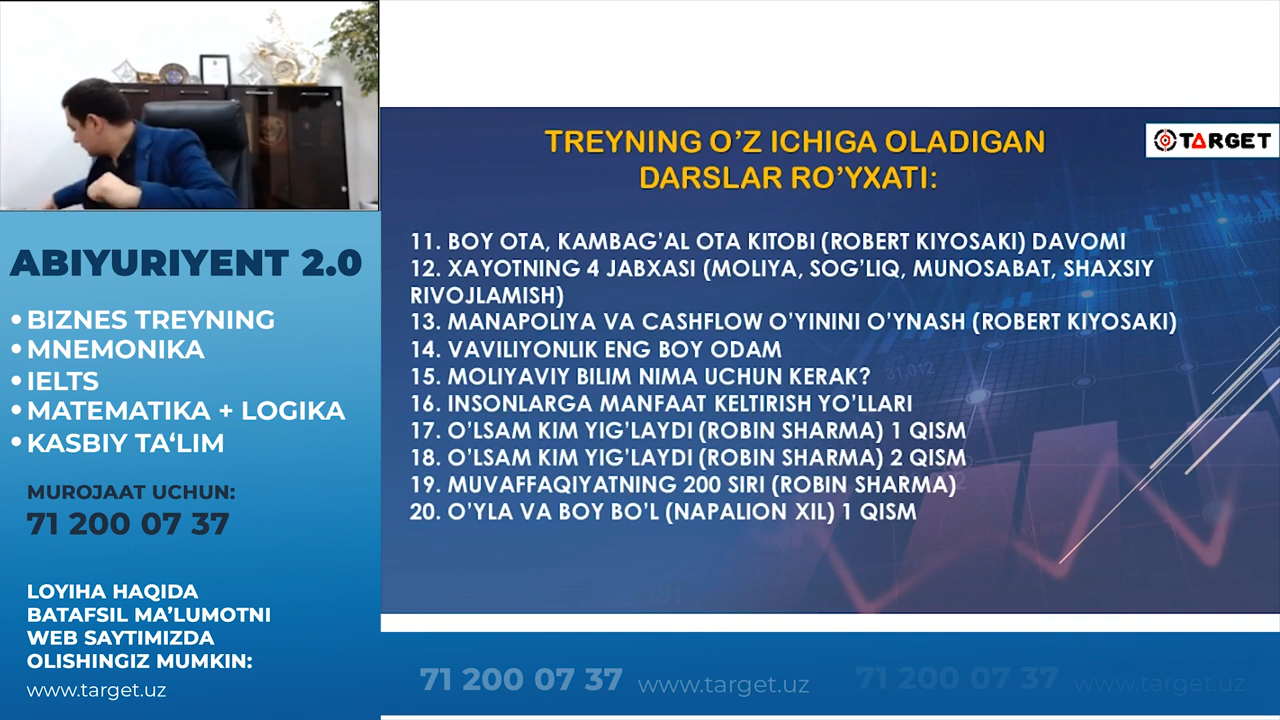 ABIYURIYENT 2.0
• BIZNES TREYNING
• MNEMONIKA
• IELTS
• MATEMATIKA + LOGIKA
• KASBIY TA‘LIM
MUROJAAT UCHUN:
71 200 07 37
LOYIHA HAQIDA
BATAFSIL MA’LUMOTNI
WEB SAYTIMIZDA
OLISHINGIZ MUMKIN:
www.target.uz
TREYNING O’Z ICHIGA OLADIGAN
DARSLAR RO’YXATI:
TARGET
11. BOY OTA, KAMBAG’AL OTA KITOBI (ROBERT KIYOSAKI) DAVOMI
12. XAYOTNING 4 JABXASI (MOLIYA, SOG’LIQ, MUNOSABAT, SHAXSIY
RIVOJLAMISH)
13. MANAPOLIYA VA CASHFLOW O’YININI O’YNASH (ROBERT KIYOSAKI)
14. VAVILIYONLIK ENG BOY ODAM
15. MOLIYAVIY BILIM NIMA UCHUN KERAK?
16. INSONLARGA MANFAAT KELTIRISH YO’LLARI
17. O’LSAM KIM YIG’LAYDI (ROBIN SHARMA) 1 QISM
18. O’LSAM KIM YIG’LAYDI (ROBIN SHARMA) 2 QISM
19. MUVAFFAQIYATNING 200 SIRI (ROBIN SHARMA)
20. O’YLA VA BOY BO’L (NAPALION XIL) 1 QISM
71 200 07 37 www.target.uz 71 200 07 37 www.target.uz